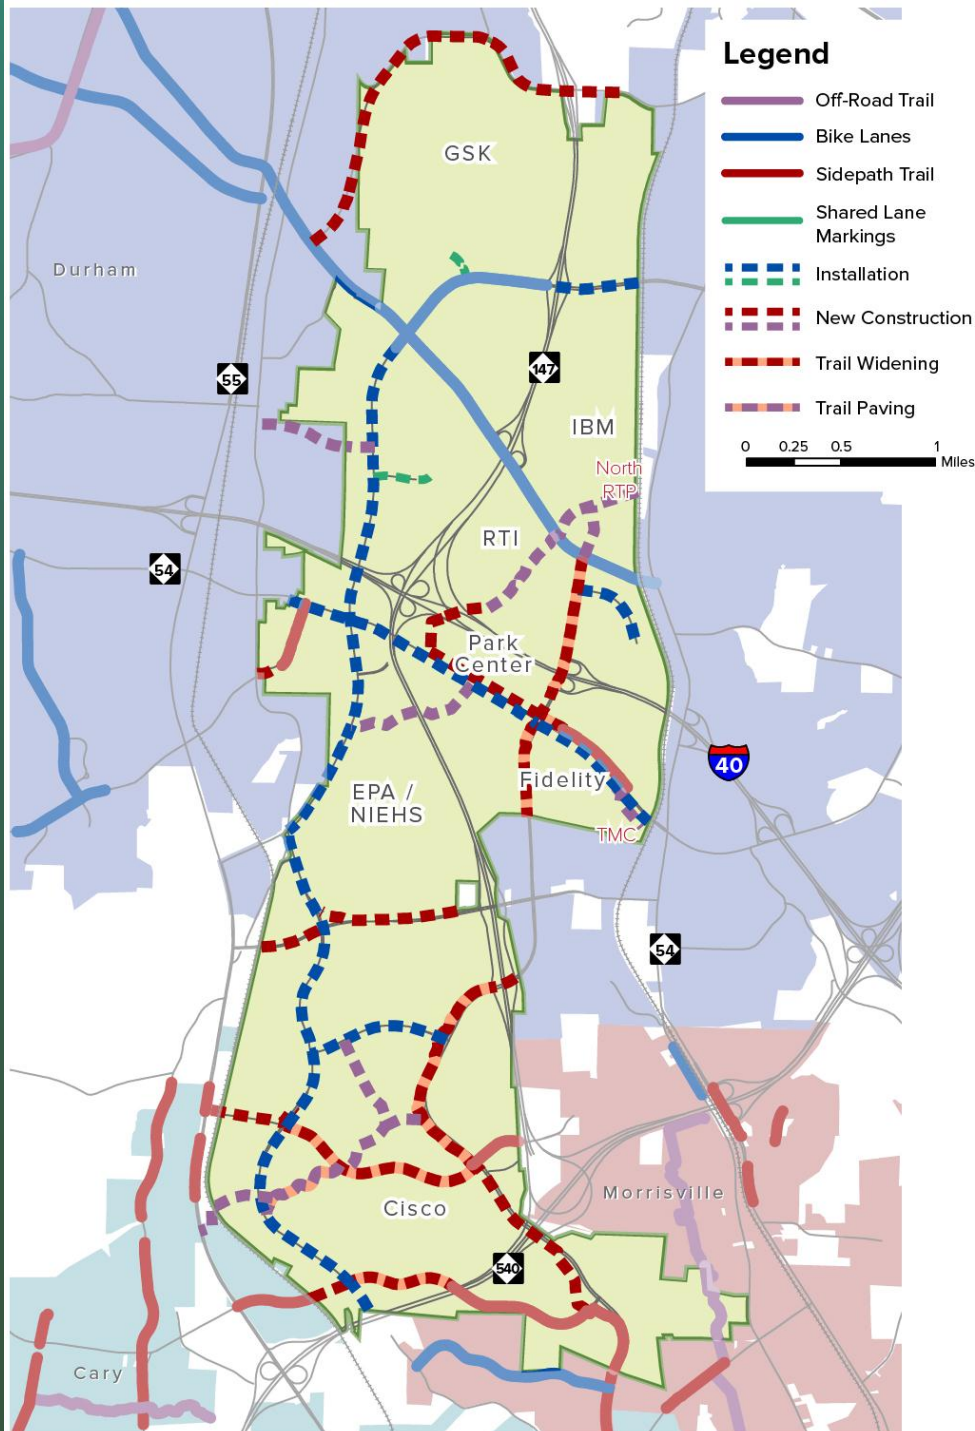 Legend
Off-Road Trail
Bike Lanes
Sidepath Trail
Shared Lane
Markings
Installation
New Construction
Trail Widening
Trail Paving
0 0.25 0.5 1
Miles
GSK
Durham
55
147
IBM
North
RTP
RTI
54
Park
Center
40
Fidelity
EPA /
NIEHS
TMC
54
Morrisville
Cisco
540
Cary